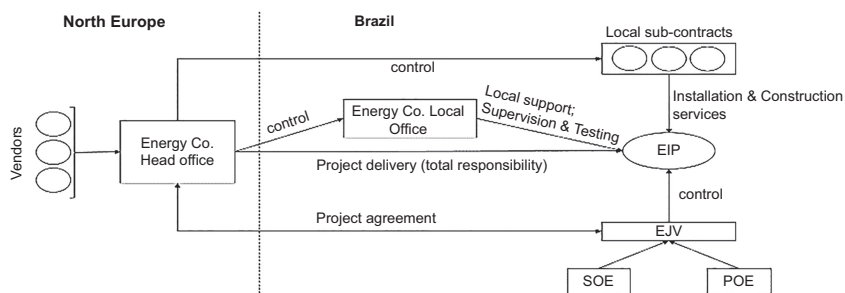 North Europe
Brazil
Local sub-contracts
control
Installation & Construction
services
Vendors
Energy Co.
Head office
control
Energy Co. Local
Office
Local support;
Supervision & Testing
EIP
Project delivery (total responsibility)
control
Project agreement
EJV
SOE
POE